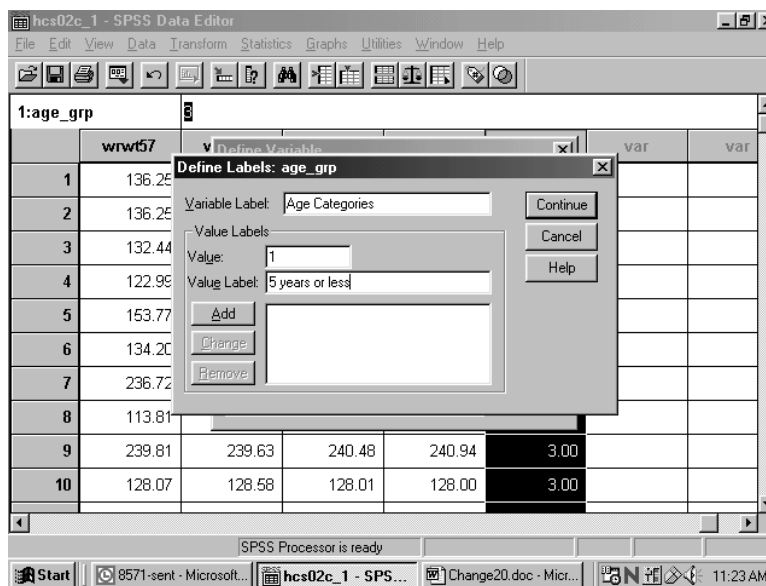 hcs02c_1 - SPSS Data Editor
File Edit View Data Transform Statistics Graphs Utilities Window Help
1:age_grp 3
wrwt57 var var
Define Variable
Define Labels: age_grp
Variable Label: Age Categories
Continue
Value Labels
Cancel
Value: 1
Help
Value Label: 5 years or less
Add
Change
Remove
1 136.25
2 136.25
3 132.44
4 122.99
5 153.77
6 134.20
7 236.72
8 113.81
9 239.81 239.63 240.48 240.94 3.00
10 128.07 128.58 128.01 128.00 3.00
SPSS Processor is ready
Start 8571-sent - Microsoft... hcs02c_1 - SPS... Change20.doc - Micr... 11:23 AM